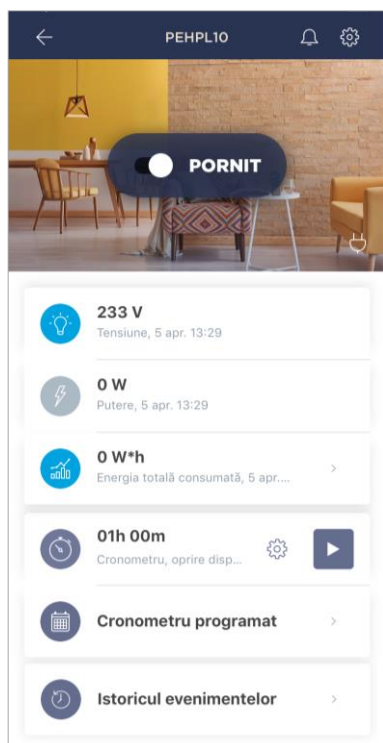 PEHPL10
PORNIT
233 V
Tensiune, 5 apr. 13:29
0 W
Putere, 5 apr. 13:29
0 W*h
Energia totală consumată, 5 apr....
01h 00m
Cronometru, oprire disp...
Cronometru programat
Istoricul evenimentelor